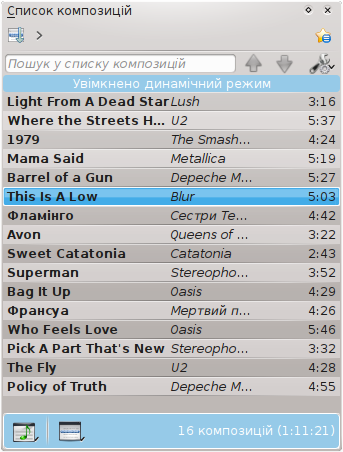 Список композицій
Пошук у списку композицій
Увімкнено динамічний режим
Light From A Dead Star Lush 3:16
Where the Streets H... U2 5:37
1979 The Smash... 4:24
Mama Said Metallica 5:19
Barrel of a Gun Depeche M... 5:27
This Is A Low Blur 5:03
Фламінго Сестри Те... 4:42
Avon Queens of ... 3:22
Sweet Catatonia Catatonia 2:43
Superman Stereopho... 3:52
Bag It Up Oasis 4:29
Франсуа Мертвий п... 4:26
Who Feels Love Oasis 5:46
Pick A Part That's New Stereopho... 3:32
The Fly U2 4:28
Policy of Truth Depeche M... 4:55
16 композицій (1:11:21)